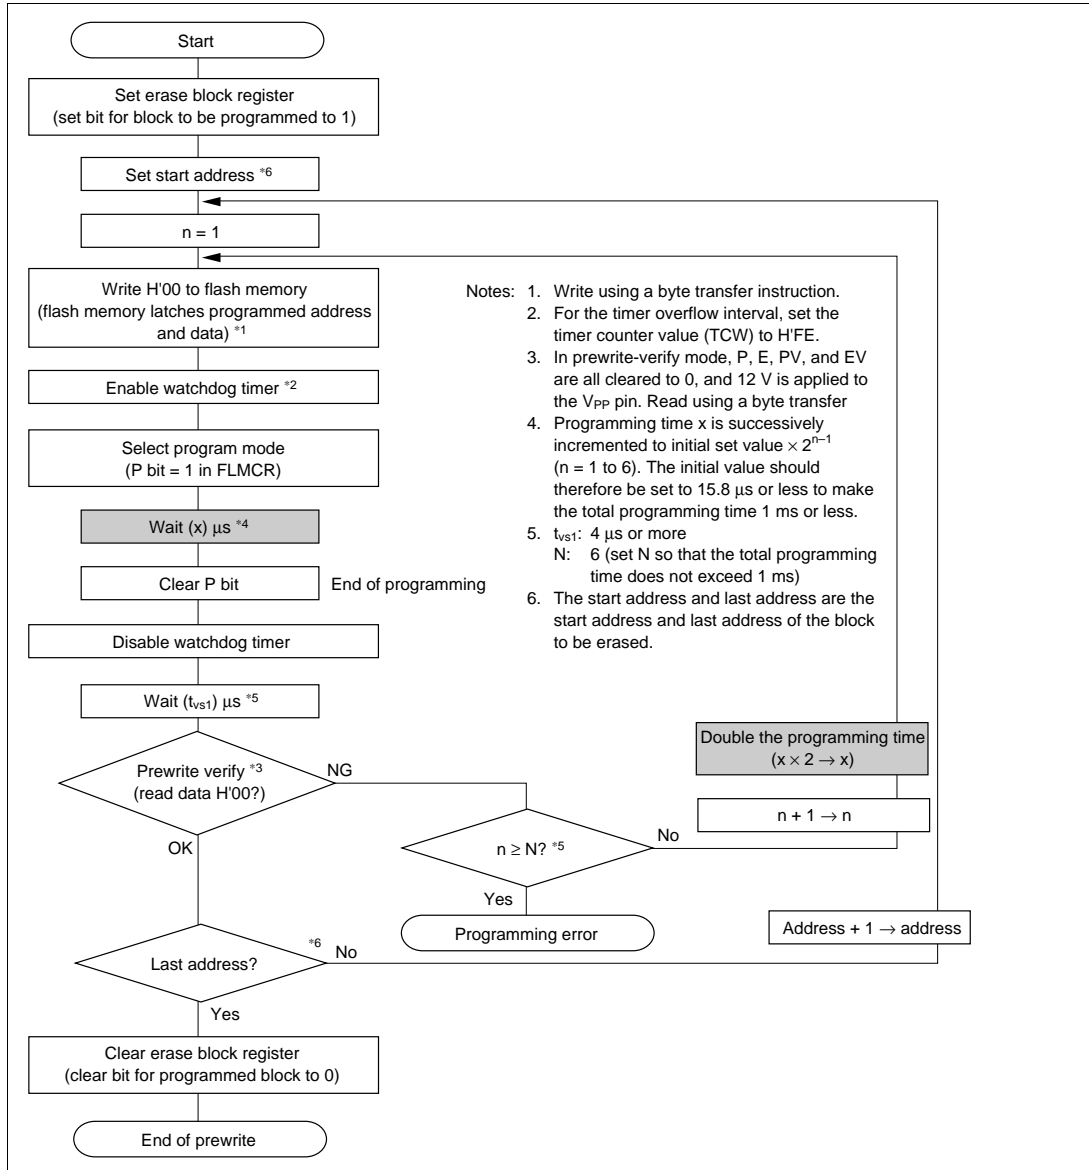 Start
Set erase block register
(set bit for block to be programmed to 1)
Set start address *6
n = 1
Write H'00 to flash memory
(flash memory latches programmed address
and data) *1
Enable watchdog timer *2
Select program mode
(P bit = 1 in FLMCR)
Wait (x) µs *4
Clear P bit
End of programming
Disable watchdog timer
Wait (tvs1) µs *5
Prewrite verify *3
(read data H'00?)
NG
OK
n ≥ N? *5
No
Yes
Programming error
Double the programming time
(x × 2 → x)
n + 1 → n
Address + 1 → address
Last address?
*6
No
Yes
Clear erase block register
(clear bit for programmed block to 0)
End of prewrite
Notes: 1. Write using a byte transfer instruction.
2. For the timer overflow interval, set the
timer counter value (TCW) to H'FE.
3. In prewrite-verify mode, P, E, PV, and EV
are all cleared to 0, and 12 V is applied to
the VPP pin. Read using a byte transfer
4. Programming time x is successively
incremented to initial set value × 2n–1
(n = 1 to 6). The initial value should
therefore be set to 15.8 µs or less to make
the total programming time 1 ms or less.
5. tvs1: 4 µs or more
N: 6 (set N so that the total programming
time does not exceed 1 ms)
6. The start address and last address are the
start address and last address of the block
to be erased.